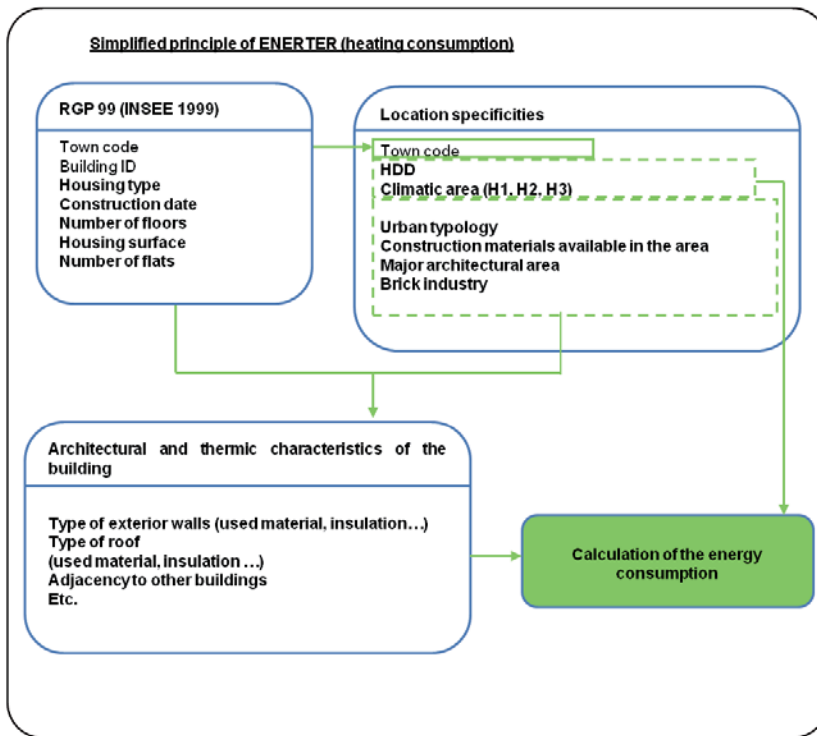 Simplified principle of ENERTER (heating consumption)
RGP 99 (INSEE 1999)
Town code
Building ID
Housing type
Construction date
Number of floors
Housing surface
Number of flats
Location specificities
Town code
HDD
Climatic area (H1, H2, H3)
Urban typology
Construction materials available in the area
Major architectural area
Brick industry
Architectural and thermic characteristics of the
building
Type of exterior walls (used material, insulation…)
Type of roof
(used material, insulation …)
Adjacency to other buildings
Etc.
Calculation of the energy
consumption